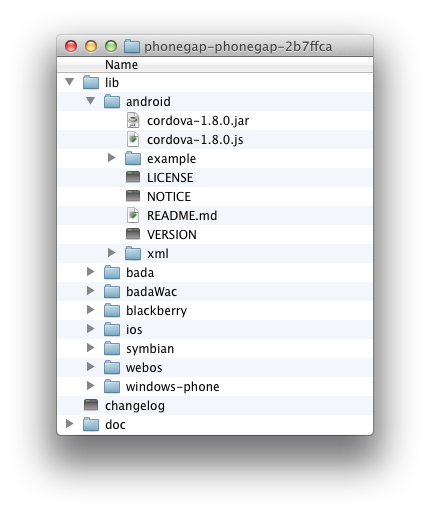 phonegap-phonegap-2b7ffca
Name
lib
android
cordova-1.8.0.jar
cordova-1.8.0.js
example
LICENSE
NOTICE
README.md
VERSION
xml
bada
badaWac
blackberry
ios
symbian
webos
windows-phone
changelog
doc